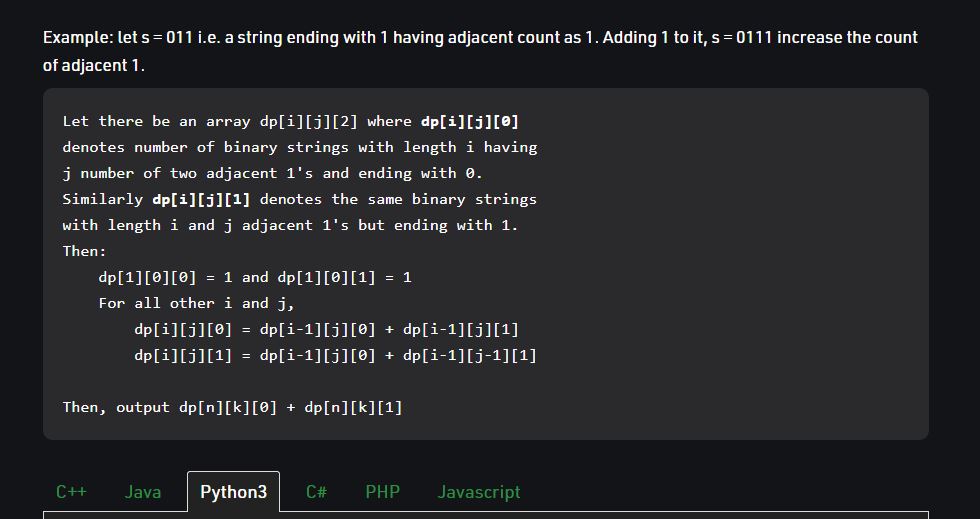 Example: let s = 011 i.e. a string ending with 1 having adjacent count as 1. Adding 1 to it, s = 0111 increase the count
of adjacent 1.
Let there be an array dp[i][j][2] where dp[i][j][0]
denotes number of binary strings with length i having
j number of two adjacent 1's and ending with 0.
Similarly dp[i][j][1] denotes the same binary strings
with length i and j adjacent 1's but ending with 1.
Then:
dp[1][0][0] = 1 and dp[1][0][1] = 1
For all other i and j,
dp[i][j][0] = dp[i-1][j][0] + dp[i-1][j][1]
dp[i][j][1] = dp[i-1][j][0] + dp[i-1][j-1][1]
Then, output dp[n][k][0] + dp[n][k][1]
C++ Java Python3 C# PHP Javascript